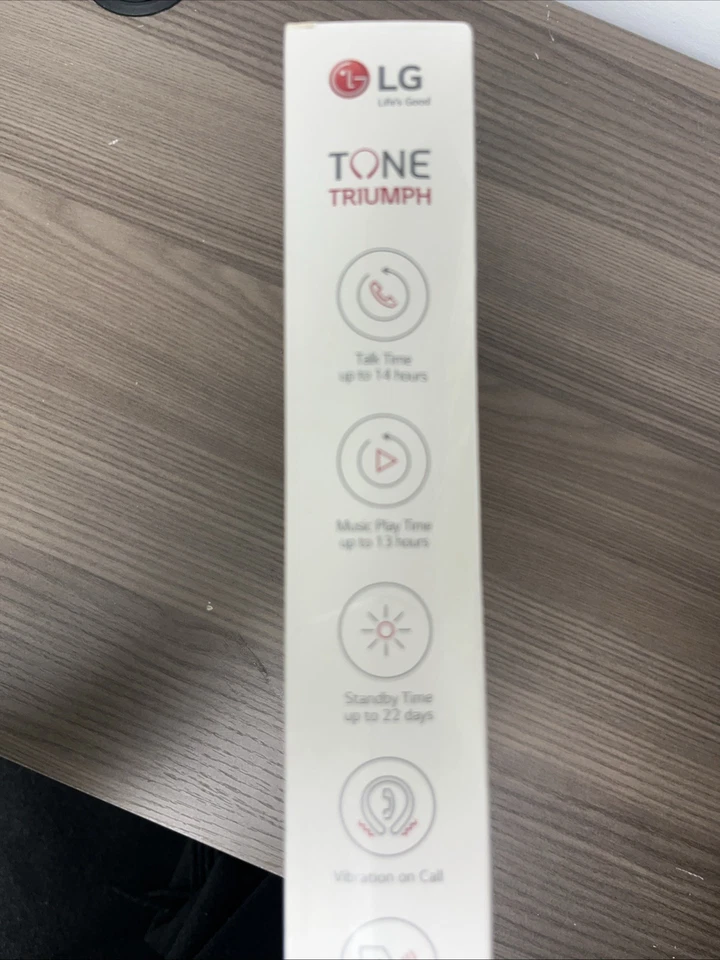 LG
Life's Good
TONE
TRIUMPH
Talk Time
up to 14 hours
Music Play Time
up to 13 hours
Standby Time
up to 22 days
Vibration on Call